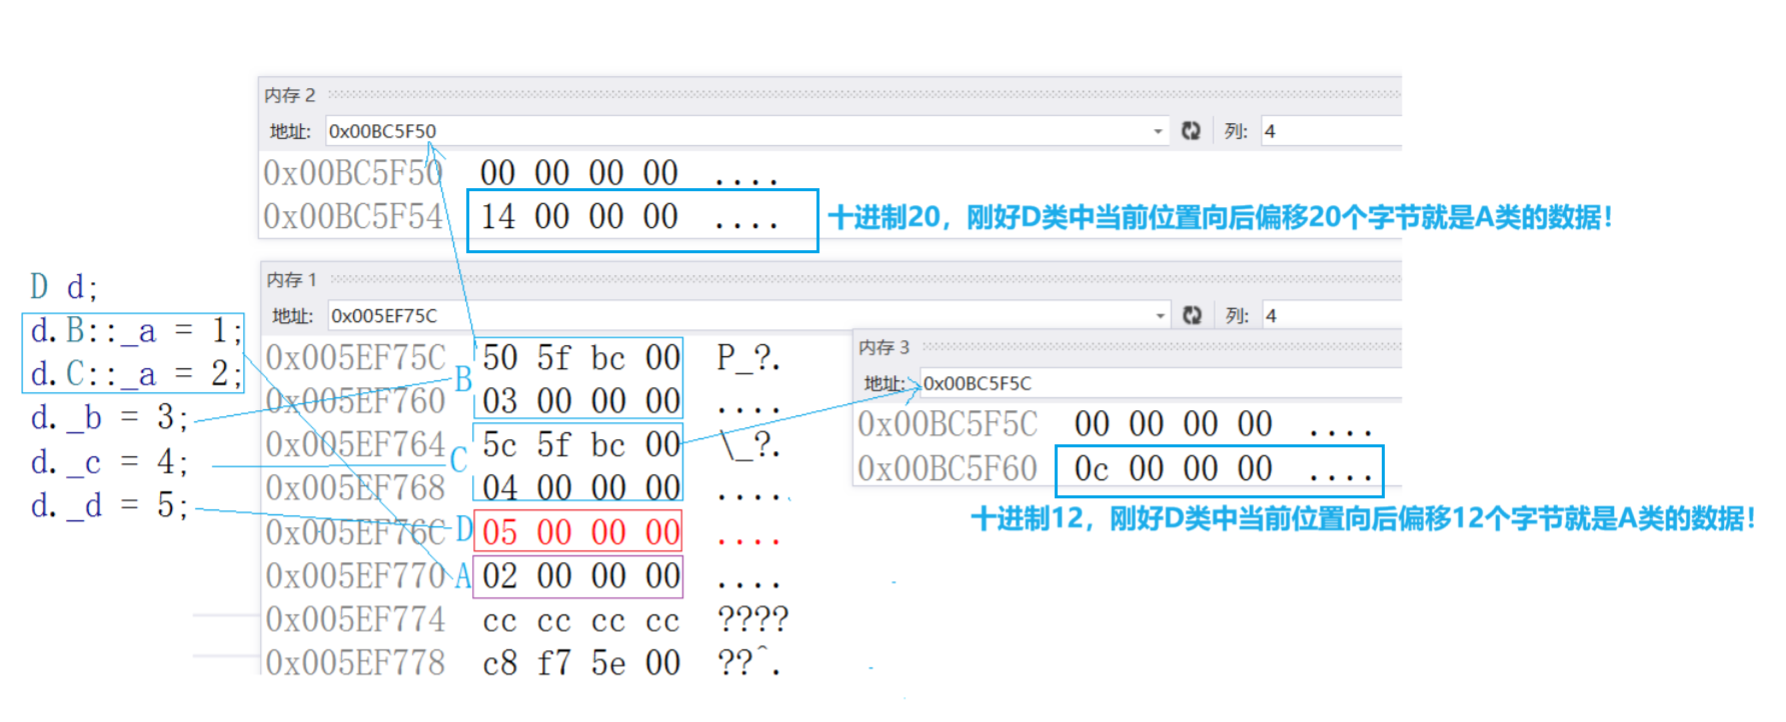 内存 2
地址: 0x00BC5F50 列: 4
0x00BC5F50 00 00 00 00 ....
0x00BC5F54 14 00 00 00 ....
十进制20，刚好D类中当前位置向后偏移20个字节就是A类的数据！
D d;
d.B::_a = 1;
d.C::_a = 2;
d._b = 3;
d._c = 4;
d._d = 5;
内存 1
地址: 0x005EF75C 列: 4
0x005EF75C 50 5f bc 00 P_?.
B
0x005EF760 03 00 00 00 ....
0x005EF764 5c 5f bc 00 \_?.
C
0x005EF768 04 00 00 00 ....
0x005EF76C D 05 00 00 00 ....
0x005EF770 A 02 00 00 00 ....
0x005EF774 cc cc cc cc ????
0x005EF778 c8 f7 5e 00 ??^.
内存 3
地址: 0x00BC5F5C
0x00BC5F5C 00 00 00 00 ....
0x00BC5F60 0c 00 00 00 ....
十进制12，刚好D类中当前位置向后偏移12个字节就是A类的数据！